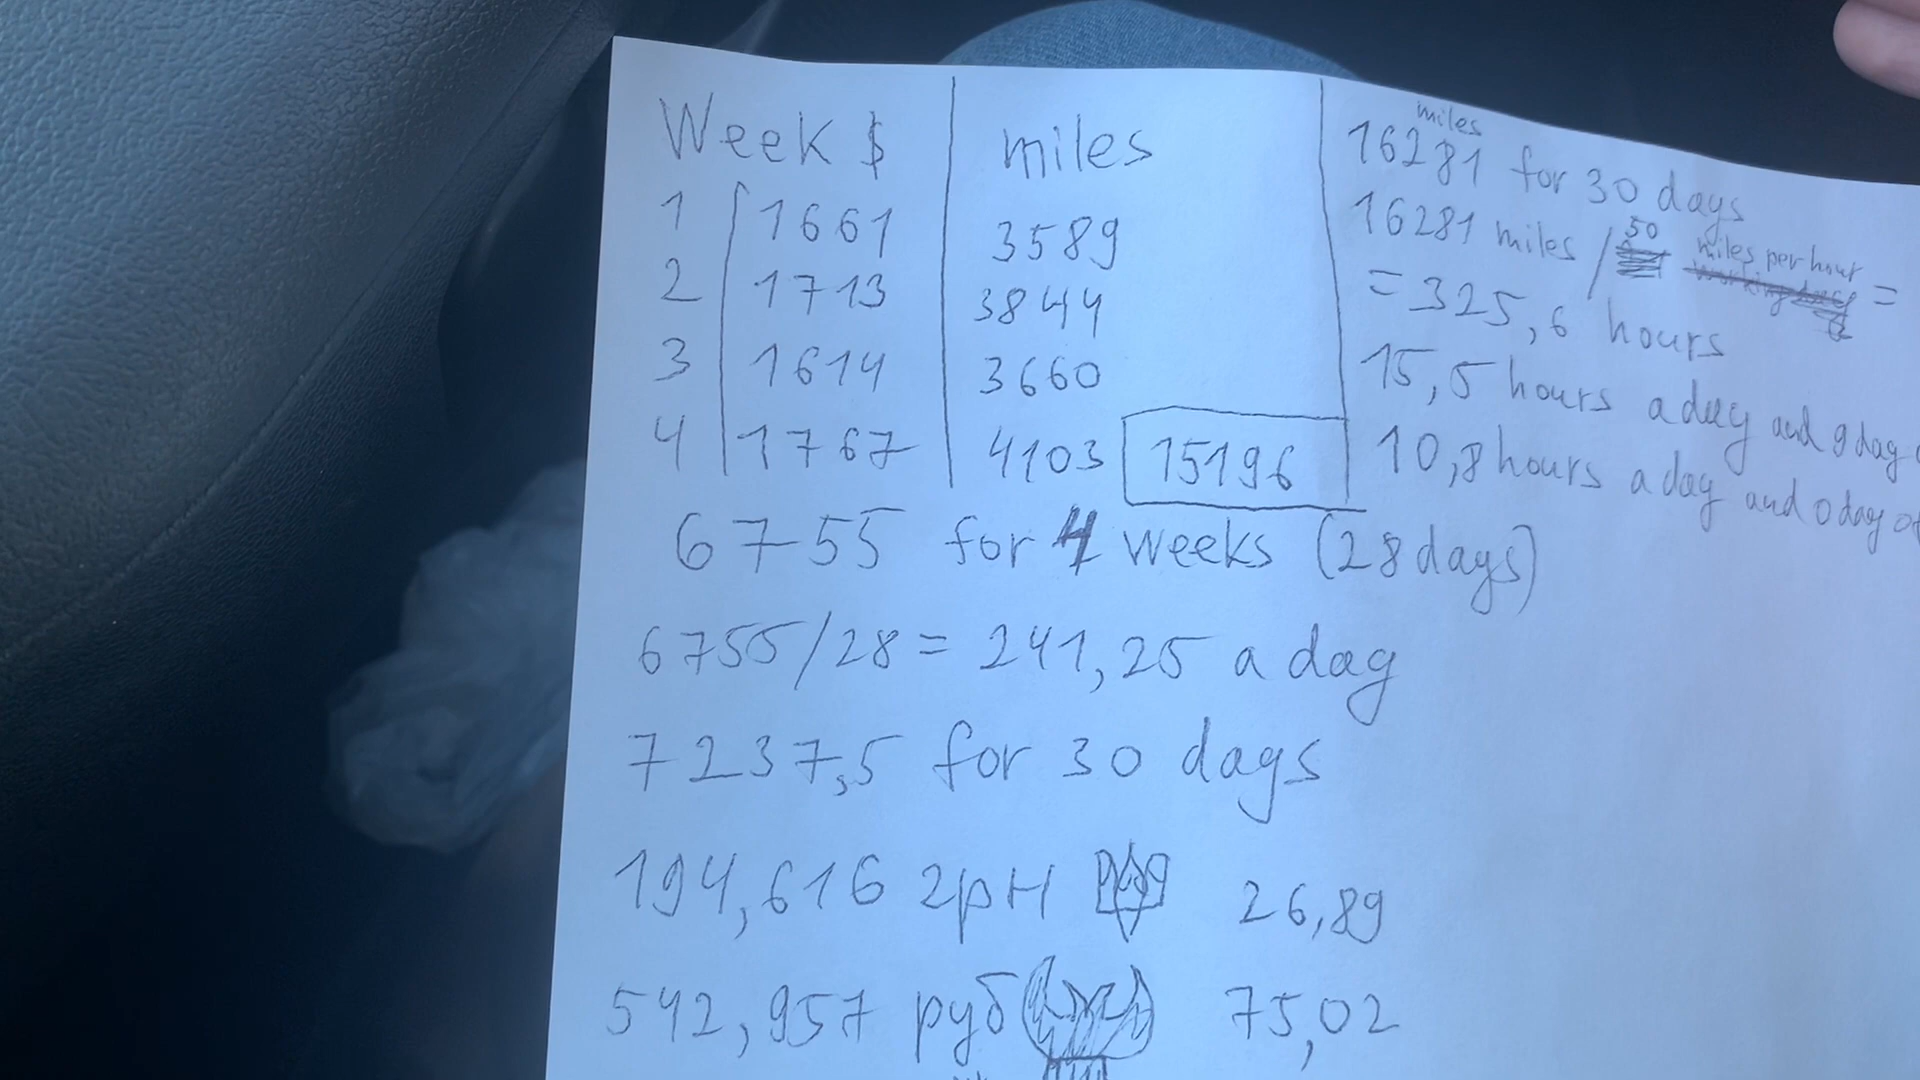 Week $ miles
1 1661 3589
2 1713 3844
3 1614 3660
4 1767 4103 15196
miles
16281 for 30 days
16281 miles / 50 miles per hour =
= 325,6 hours
15,5 hours a day and 9 day
10,8 hours a day and 0 day of
6755 for 4 weeks (28 days)
6755/28 = 241,25 a day
7237,5 for 30 days
194,616 грн 26,89
542,957 руб 75,02